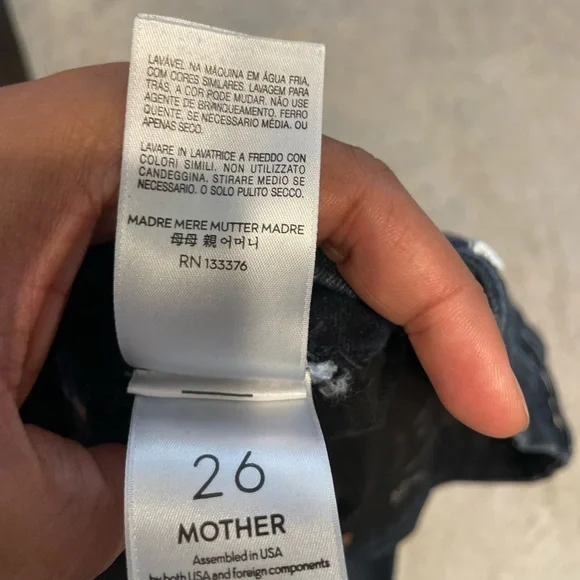 LAVÁVEL NA MÁQUINA EM ÁGUA FRIA,
COM CORES SIMILARES. LAVAGEM PARA
TRÁS, A COR PODE MUDAR. NÃO USE
AGENTE DE BRANQUEAMENTO. FERRO
QUENTE, SE NECESSARIO MÉDIA. OU
APENAS SECO.
LAVARE IN LAVATRICE A FREDDO CON
COLORI SIMILI. NON UTILIZZATO
CANDEGGINA. STIRARE MEDIO SE
NECESSARIO. O SOLO PULITO SECCO.
MADRE MERE MUTTER MADRE
母母 親 어머니
RN 133376
26
MOTHER
Assembled in USA
by both USA and foreign components